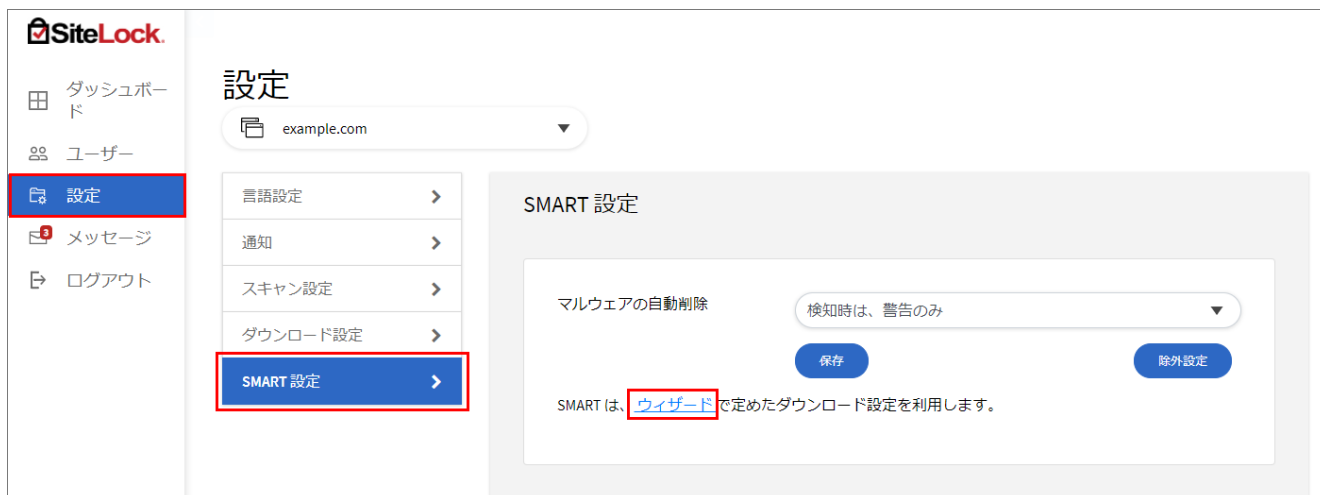 SiteLock.
ダッシュボー
ド
ユーザー
設定
3
メッセージ
ログアウト
設定
example.com
言語設定
通知
スキャン設定
ダウンロード設定
SMART 設定
SMART 設定
マルウェアの自動削除
検知時は、警告のみ
保存
除外設定
SMART は、ウィザードで定めたダウンロード設定を利用します。